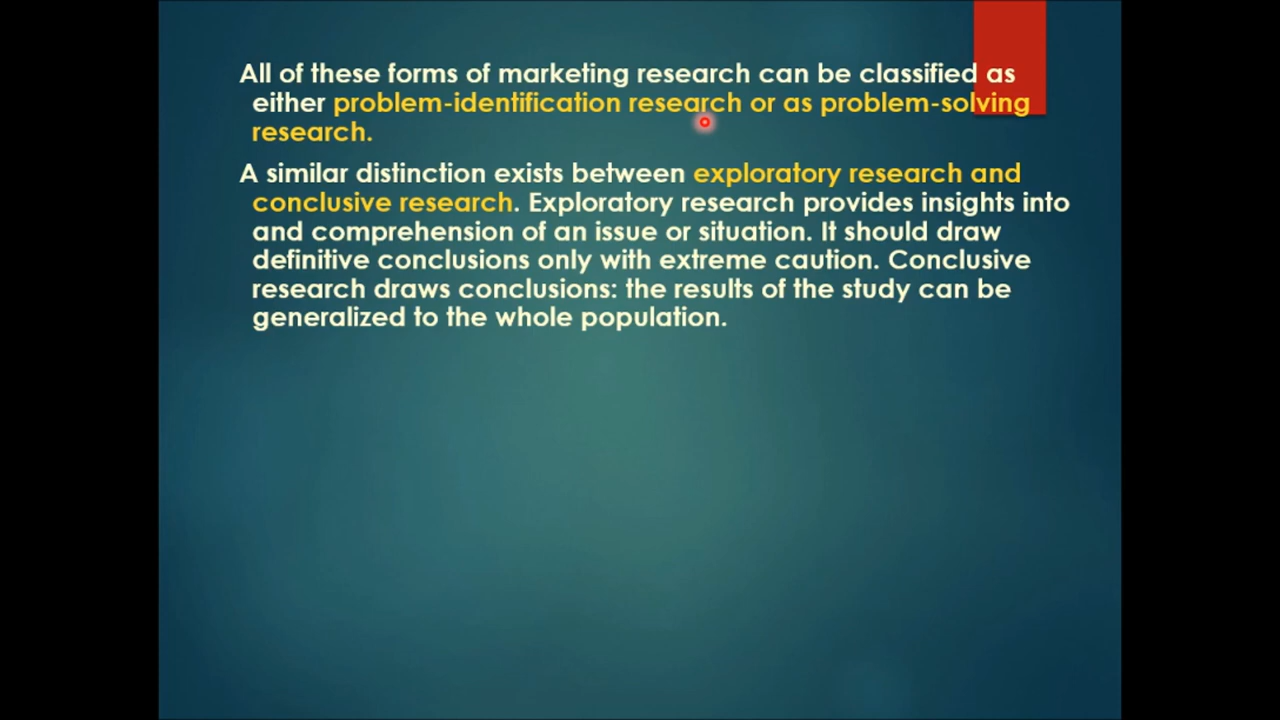 All of these forms of marketing research can be classified as
either problem-identification research or as problem-solving
research.
A similar distinction exists between exploratory research and
conclusive research. Exploratory research provides insights into
and comprehension of an issue or situation. It should draw
definitive conclusions only with extreme caution. Conclusive
research draws conclusions: the results of the study can be
generalized to the whole population.